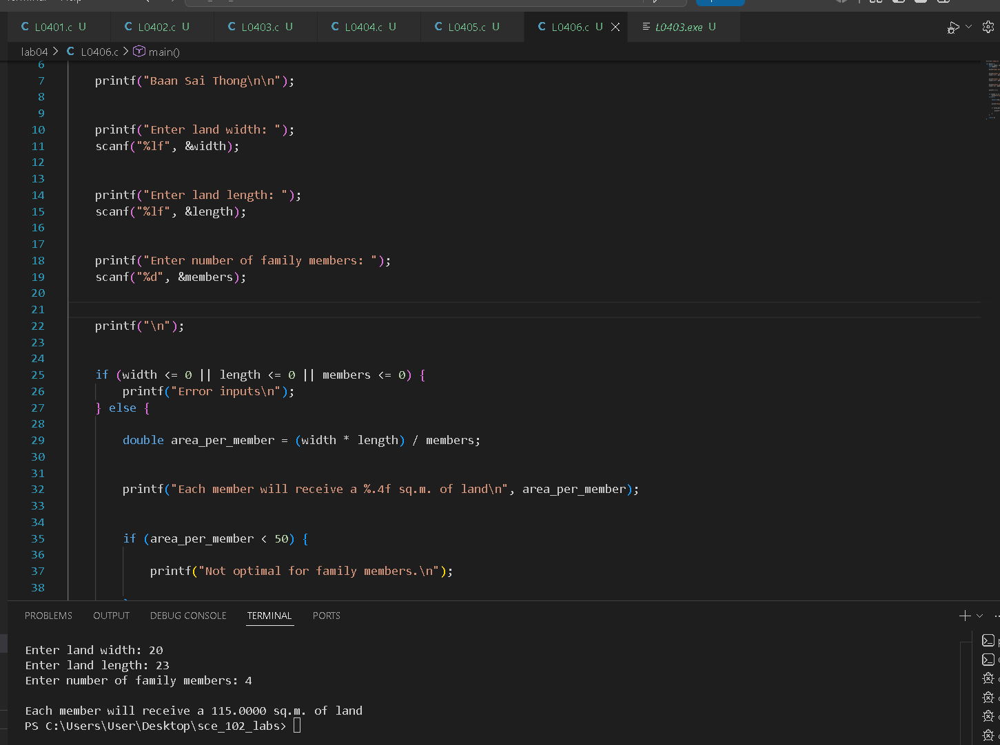 L0401.c U L0402.c U L0403.c U L0404.c U L0405.c U L0406.c U L0403.exe U
lab04 > C L0406.c > main()
6
7 printf("Baan Sai Thong\n\n");
8
9
10 printf("Enter land width: ");
11 scanf("%lf", &width);
12
13
14 printf("Enter land length: ");
15 scanf("%lf", &length);
16
17
18 printf("Enter number of family members: ");
19 scanf("%d", &members);
20
21
22 printf("\n");
23
24
25 if (width <= 0 || length <= 0 || members <= 0) {
26 printf("Error inputs\n");
27 } else {
28
29 double area_per_member = (width * length) / members;
30
31
32 printf("Each member will receive a %.4f sq.m. of land\n", area_per_member);
33
34
35 if (area_per_member < 50) {
36
37 printf("Not optimal for family members.\n");
38
PROBLEMS OUTPUT DEBUG CONSOLE TERMINAL PORTS
Enter land width: 20
Enter land length: 23
Enter number of family members: 4
Each member will receive a 115.0000 sq.m. of land
PS C:\Users\User\Desktop\sce_102_labs>